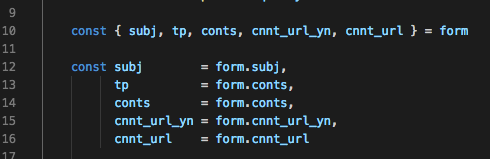 9
10 const { subj, tp, conts, cnnt_url_yn, cnnt_url } = form
11
12 const subj = form.subj,
13 tp = form.conts,
14 conts = form.conts,
15 cnnt_url_yn = form.cnnt_url_yn,
16 cnnt_url = form.cnnt_url
17